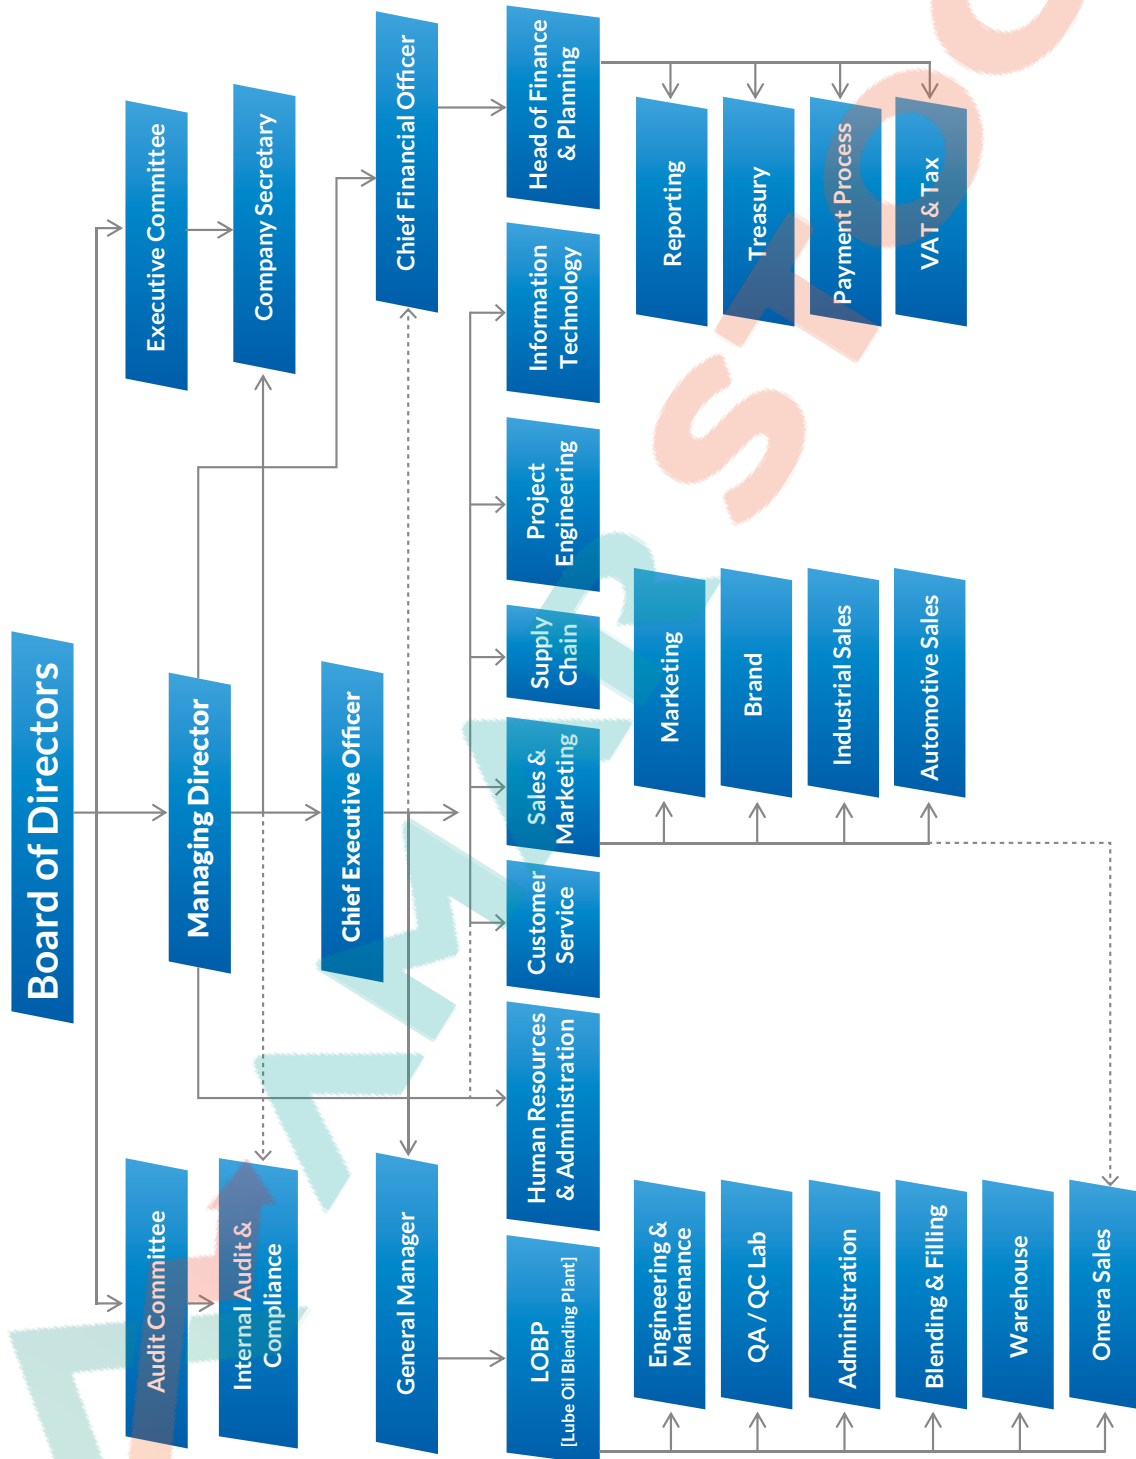 Board of Directors
Audit Committee
Executive Committee
Managing Director
Internal Audit &
Compliance
Company Secretary
Chief Executive Officer
General Manager
Chief Financial Officer
LOBP
[Lube Oil Blending Plant]
Human Resources
& Administration
Customer
Service
Sales &
Marketing
Supply
Chain
Project
Engineering
Information
Technology
Head of Finance
& Planning
Engineering &
Maintenance
QA / QC Lab
Administration
Blending & Filling
Warehouse
Omera Sales
Marketing
Brand
Industrial Sales
Automotive Sales
Reporting
Treasury
Payment Process
VAT & Tax